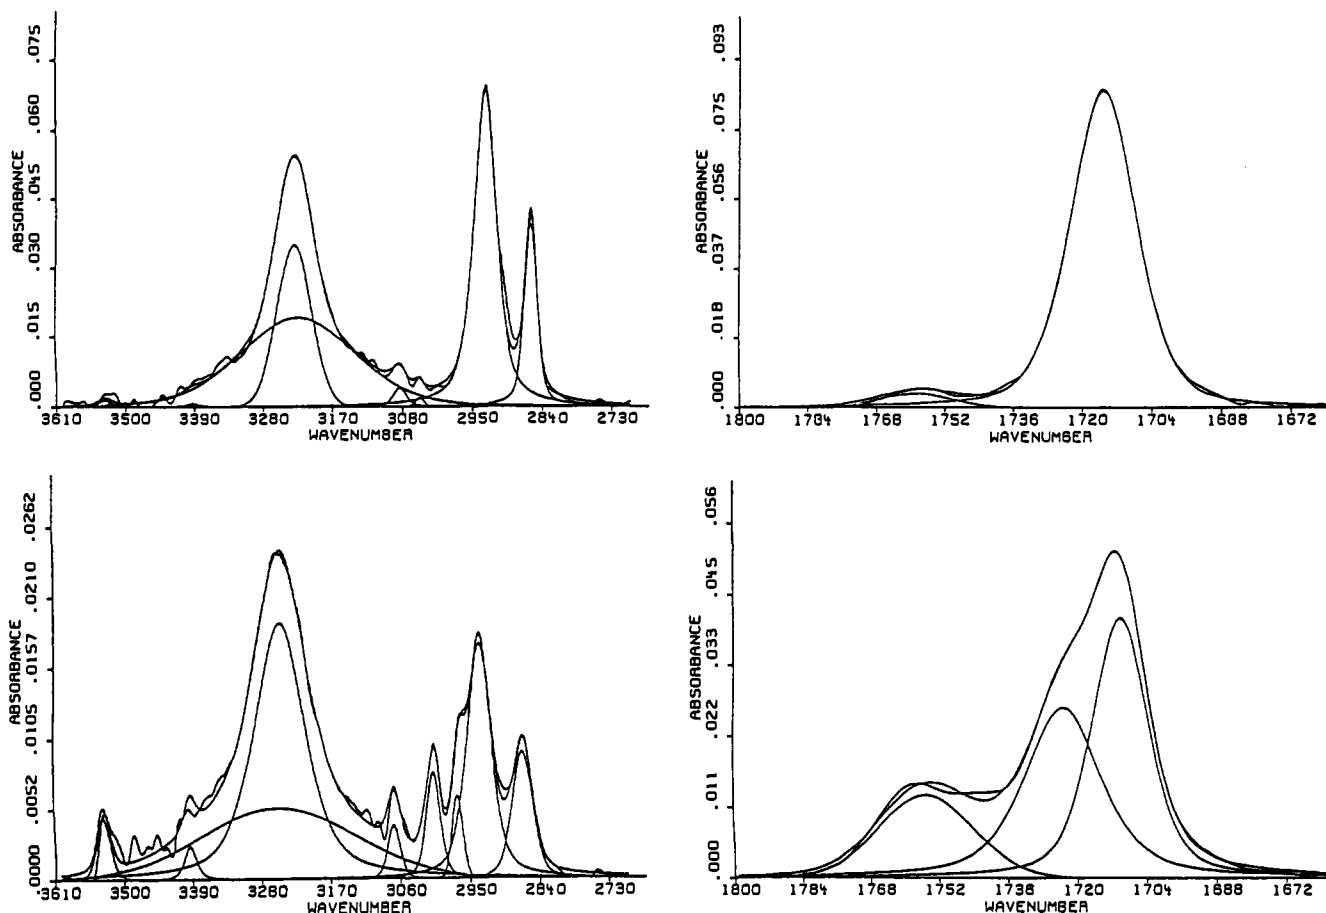 .075
.060
.045
.030
.015
.000
ABSORBANCE
3610 3500 3390 3280 3170 3060 2950 2840 2730
WAVENUMBER
.093
.075
.056
.037
.018
.000
ABSORBANCE
1800 1784 1768 1752 1736 1720 1704 1688 1672
WAVENUMBER
.0262
.0210
.0157
.0105
.0052
.0000
ABSORBANCE
3610 3500 3390 3280 3170 3060 2950 2840 2730
WAVENUMBER
.056
.045
.033
.022
.011
.000
ABSORBANCE
1800 1784 1768 1752 1736 1720 1704 1688 1672
WAVENUMBER